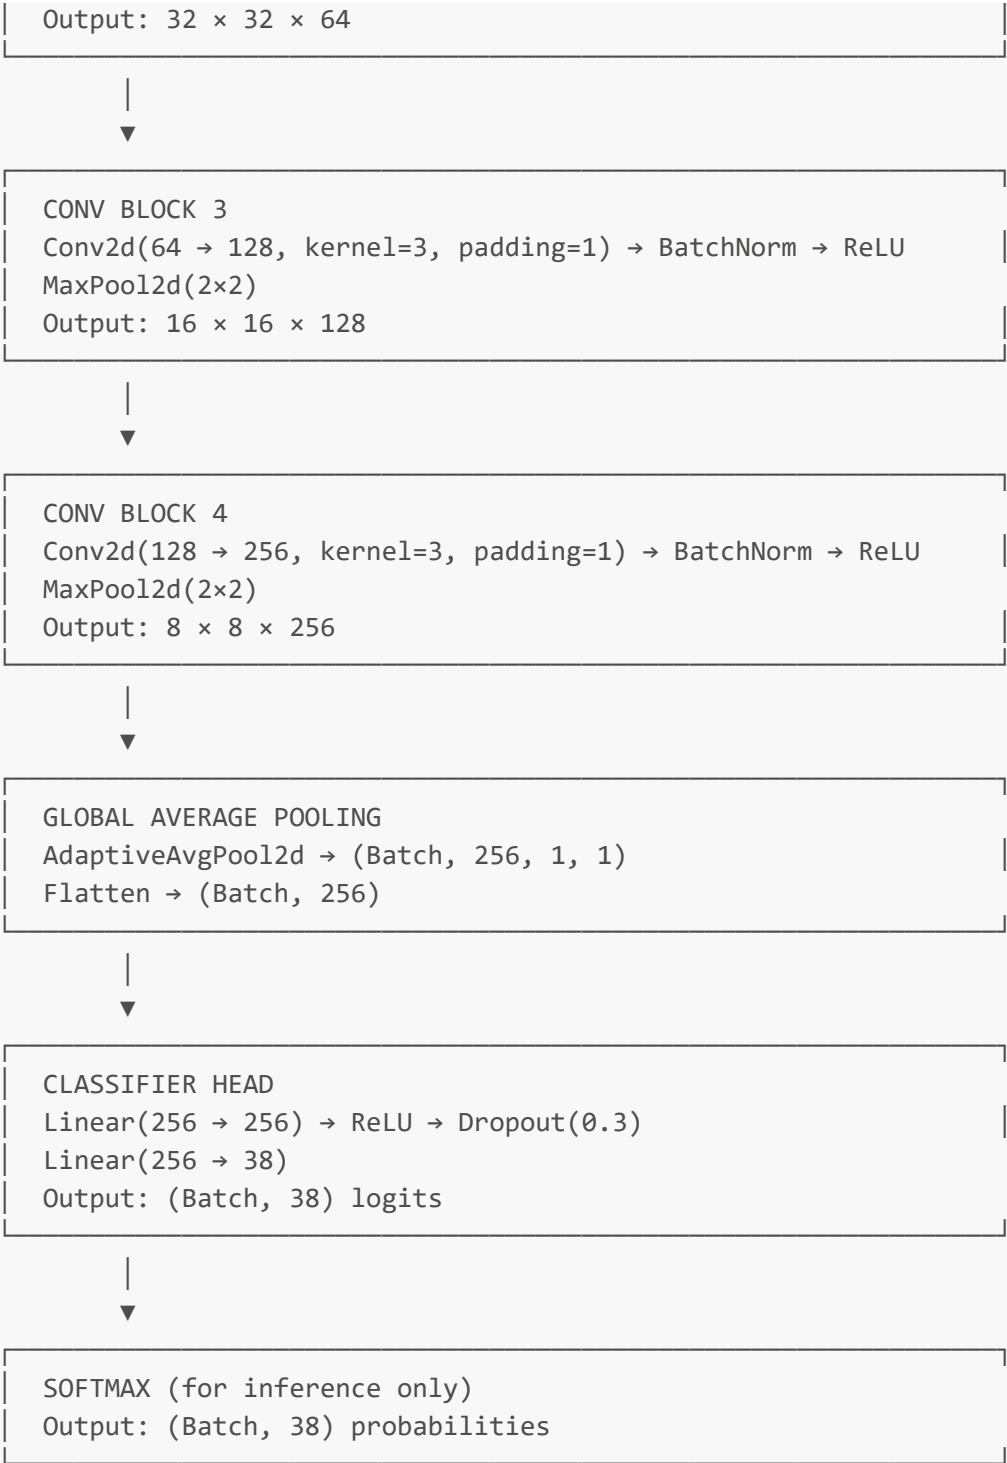 Output: 32 × 32 × 64
CONV BLOCK 3
Conv2d(64 → 128, kernel=3, padding=1) → BatchNorm → ReLU
MaxPool2d(2×2)
Output: 16 × 16 × 128
CONV BLOCK 4
Conv2d(128 → 256, kernel=3, padding=1) → BatchNorm → ReLU
MaxPool2d(2×2)
Output: 8 × 8 × 256
GLOBAL AVERAGE POOLING
AdaptiveAvgPool2d → (Batch, 256, 1, 1)
Flatten → (Batch, 256)
CLASSIFIER HEAD
Linear(256 → 256) → ReLU → Dropout(0.3)
Linear(256 → 38)
Output: (Batch, 38) logits
SOFTMAX (for inference only)
Output: (Batch, 38) probabilities